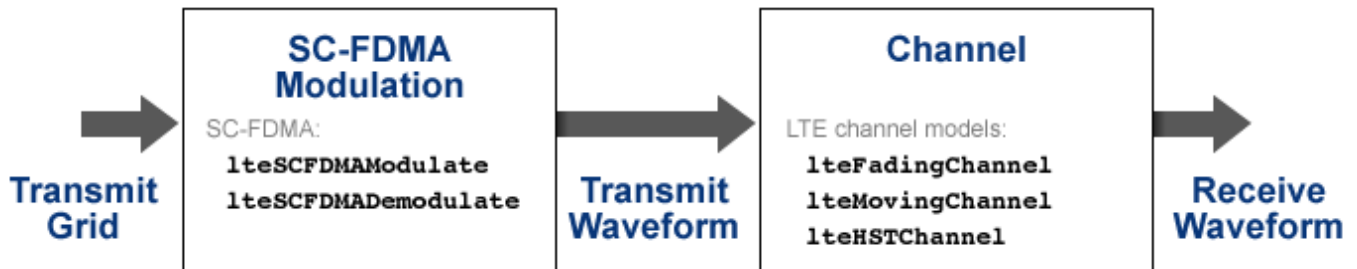 Transmit
Grid
SC-FDMA
Modulation
SC-FDMA:
lteSCFDMAModulate
lteSCFDMADemodulate
Transmit
Waveform
Channel
LTE channel models:
lteFadingChannel
lteMovingChannel
lteHSTChannel
Receive
Waveform